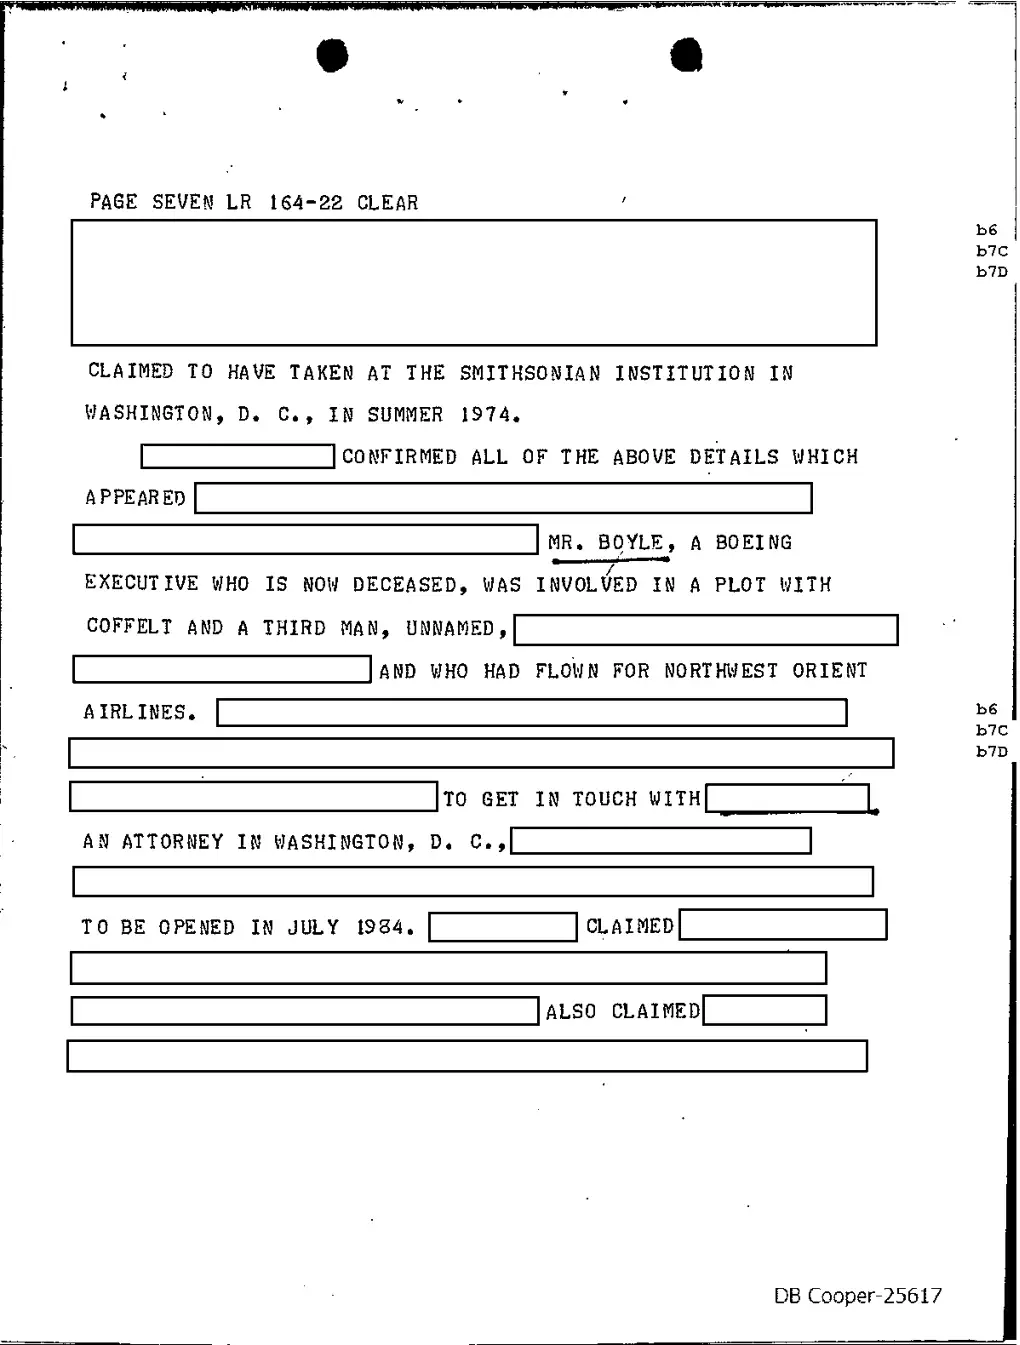 PAGE SEVEN LR 164-22 CLEAR
b6
b7C
b7D
CLAIMED TO HAVE TAKEN AT THE SMITHSONIAN INSTITUTION IN
WASHINGTON, D. C., IN SUMMER 1974.
CONFIRMED ALL OF THE ABOVE DETAILS WHICH
APPEARED
MR. BOYLE, A BOEING
EXECUTIVE WHO IS NOW DECEASED, WAS INVOLVED IN A PLOT WITH
COFFELT AND A THIRD MAN, UNNAMED,
AND WHO HAD FLOWN FOR NORTHWEST ORIENT
AIRLINES.
b6
b7C
b7D
TO GET IN TOUCH WITH
AN ATTORNEY IN WASHINGTON, D. C.,
TO BE OPENED IN JULY 1984. CLAIMED
ALSO CLAIMED
DB Cooper-25617